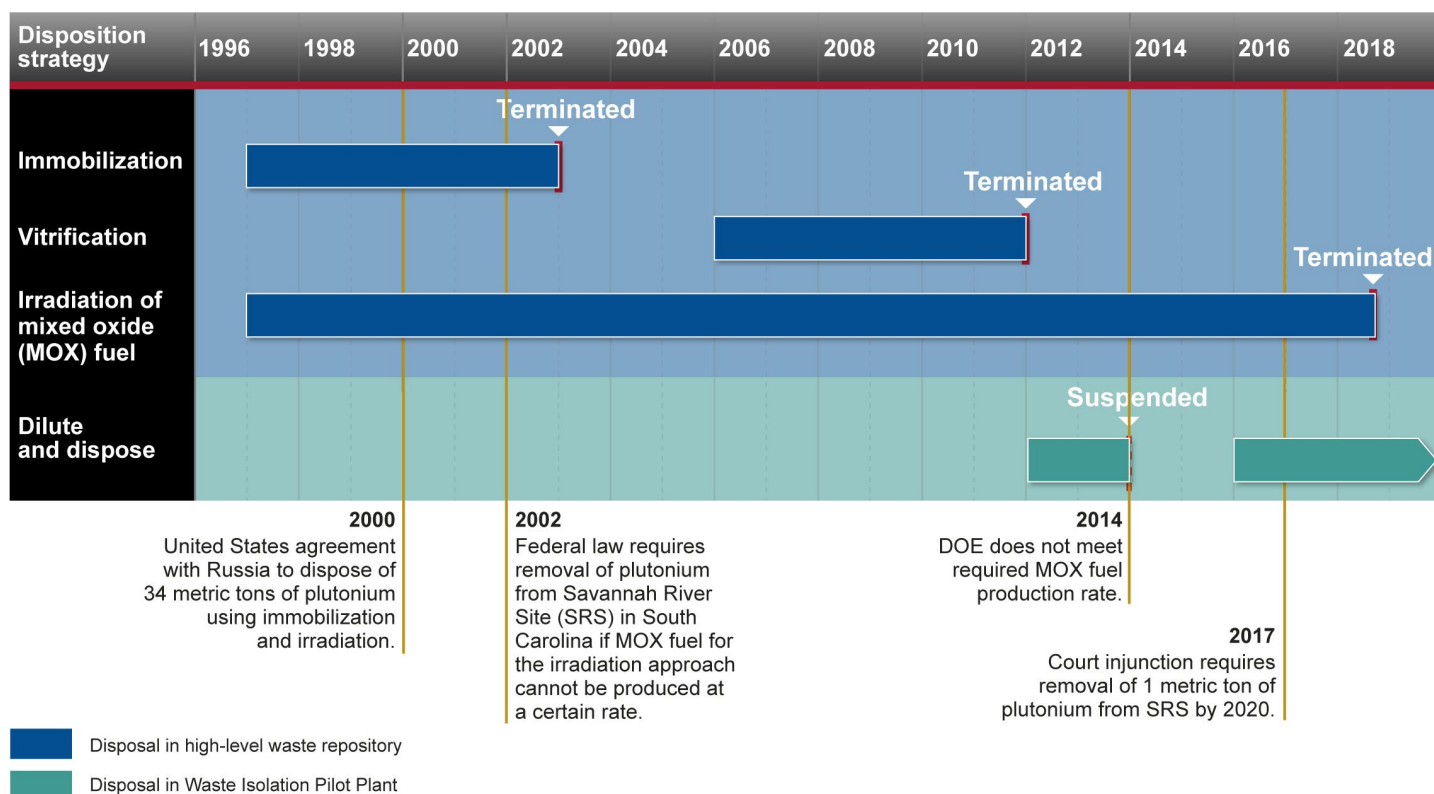 Disposition
strategy
1996
1998
2000
2002
2004
2006
2008
2010
2012
2014
2016
2018
Terminated
Immobilization
Terminated
Vitrification
Terminated
Irradiation of
mixed oxide
(MOX) fuel
Suspended
Dilute
and dispose
2000
United States agreement
with Russia to dispose of
34 metric tons of plutonium
using immobilization
and irradiation.
2002
Federal law requires
removal of plutonium
from Savannah River
Site (SRS) in South
Carolina if MOX fuel for
the irradiation approach
cannot be produced at
a certain rate.
2014
DOE does not meet
required MOX fuel
production rate.
2017
Court injunction requires
removal of 1 metric ton of
plutonium from SRS by 2020.
Disposal in high-level waste repository
Disposal in Waste Isolation Pilot Plant